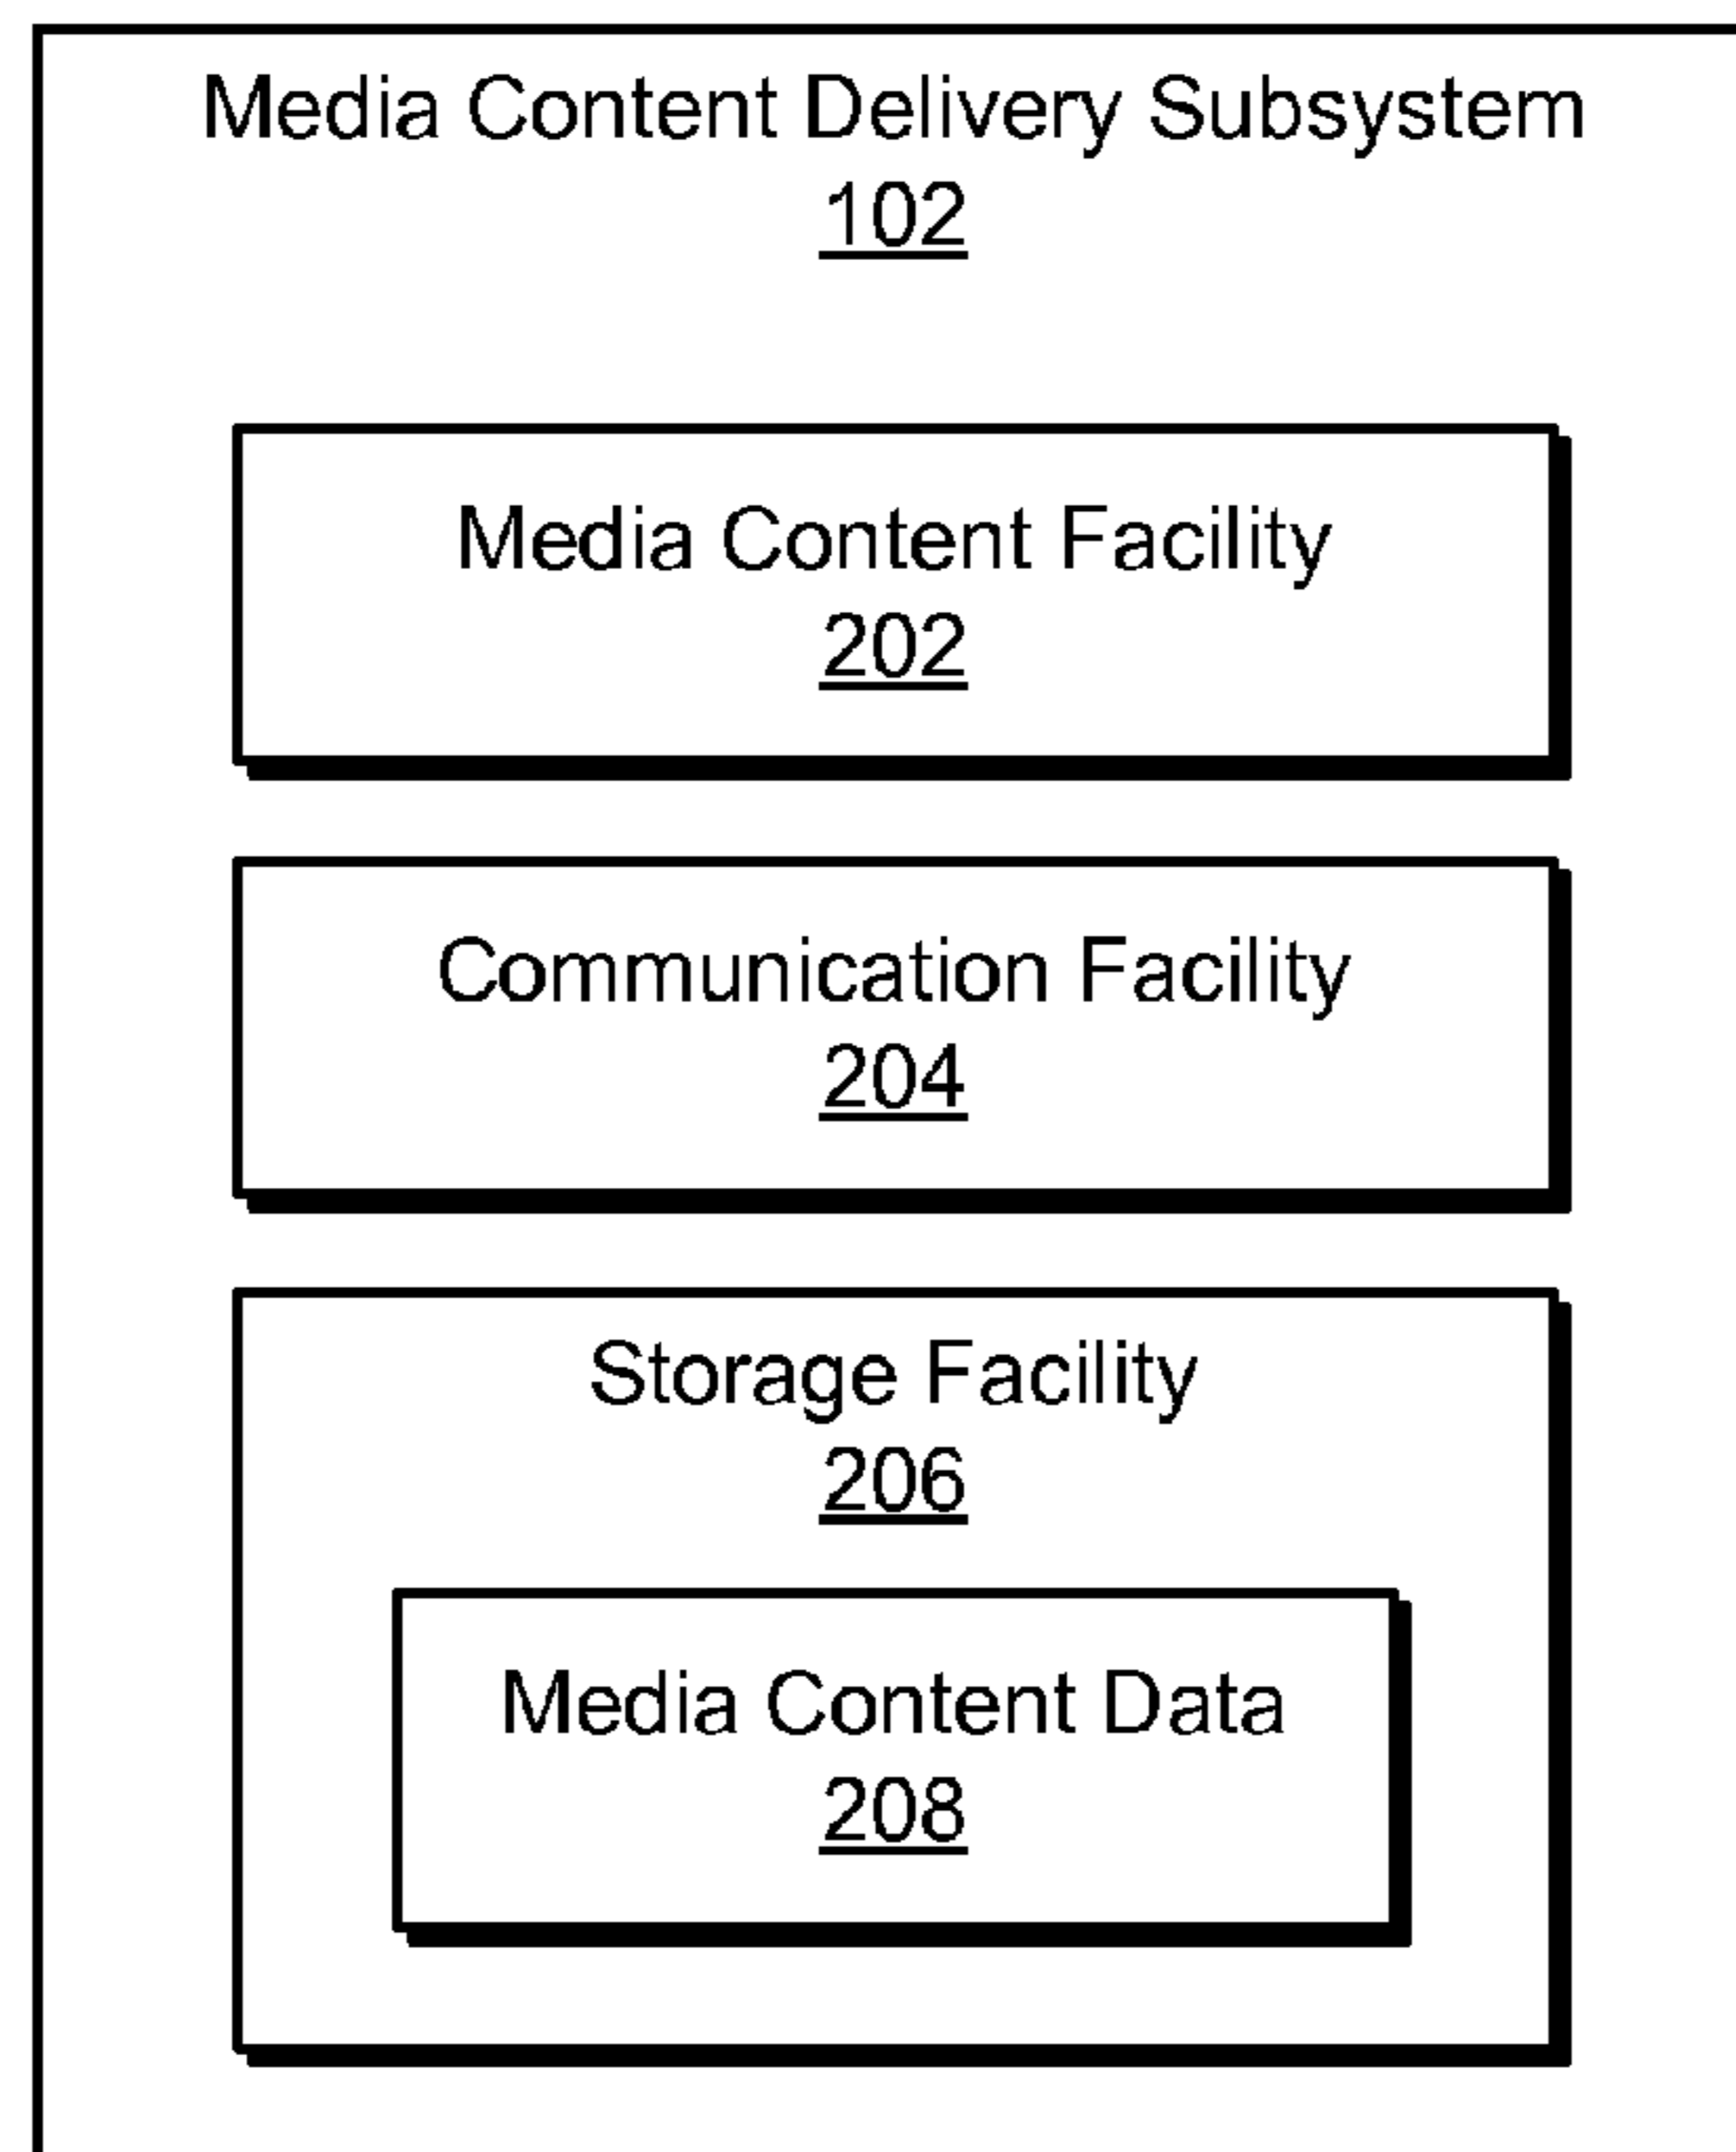 Media Content Delivery Subsystem
102
Media Content Facility
202
Communication Facility
204
Storage Facility
206
Media Content Data
208